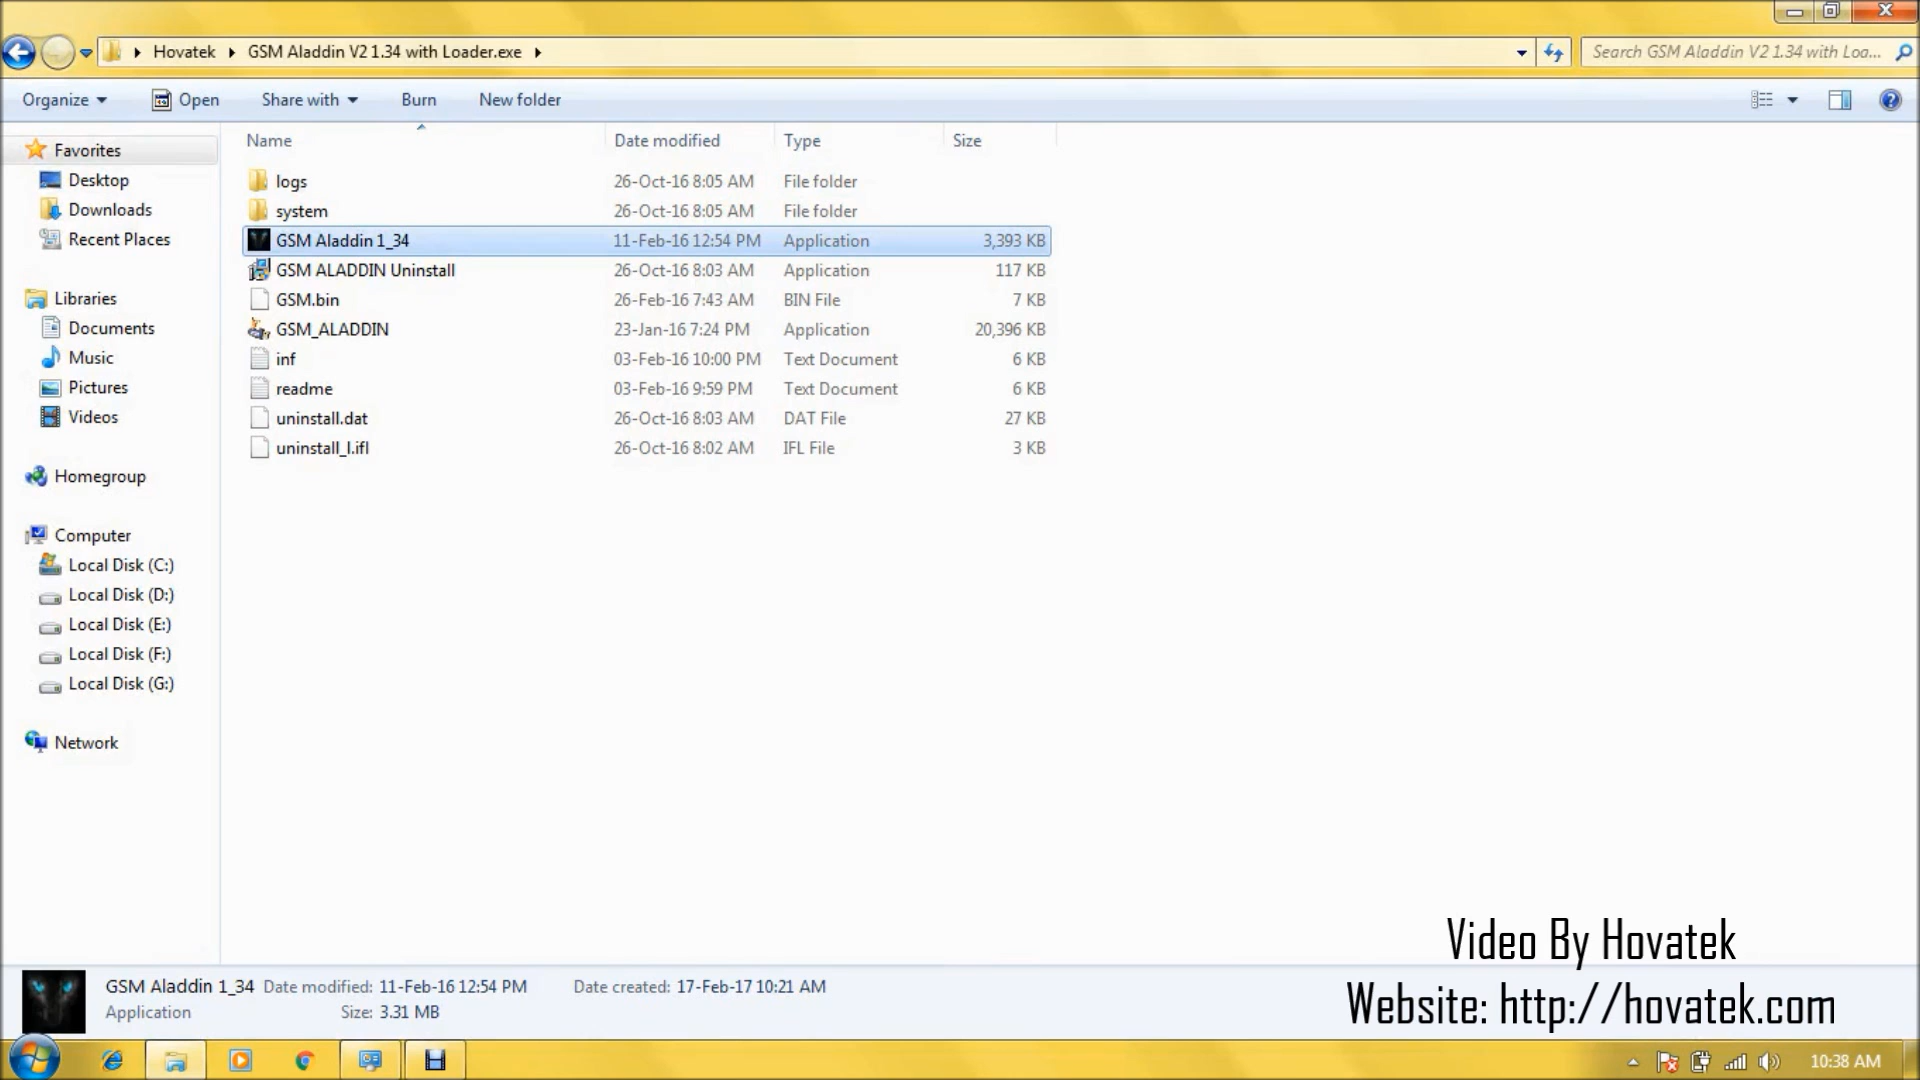 Hovatek GSM Aladdin V2 1.34 with Loader.exe Search GSM Aladdin V2 1.34 with Loa...
Organize Open Share with Burn New folder
Name Date modified Type Size
Favorites
Desktop
Downloads
Recent Places
Libraries
Documents
Music
Pictures
Videos
Homegroup
Computer
Local Disk (C:)
Local Disk (D:)
Local Disk (E:)
Local Disk (F:)
Local Disk (G:)
Network
logs 26-Oct-16 8:05 AM File folder
system 26-Oct-16 8:05 AM File folder
GSM Aladdin 1_34 11-Feb-16 12:54 PM Application 3,393 KB
GSM ALADDIN Uninstall 26-Oct-16 8:03 AM Application 117 KB
GSM.bin 26-Feb-16 7:43 AM BIN File 7 KB
GSM_ALADDIN 23-Jan-16 7:24 PM Application 20,396 KB
inf 03-Feb-16 10:00 PM Text Document 6 KB
readme 03-Feb-16 9:59 PM Text Document 6 KB
uninstall.dat 26-Oct-16 8:03 AM DAT File 27 KB
uninstall_l.ifl 26-Oct-16 8:02 AM IFL File 3 KB
Video By Hovatek
Website: http://hovatek.com
GSM Aladdin 1_34 Date modified: 11-Feb-16 12:54 PM Date created: 17-Feb-17 10:21 AM
Application Size: 3.31 MB
10:38 AM